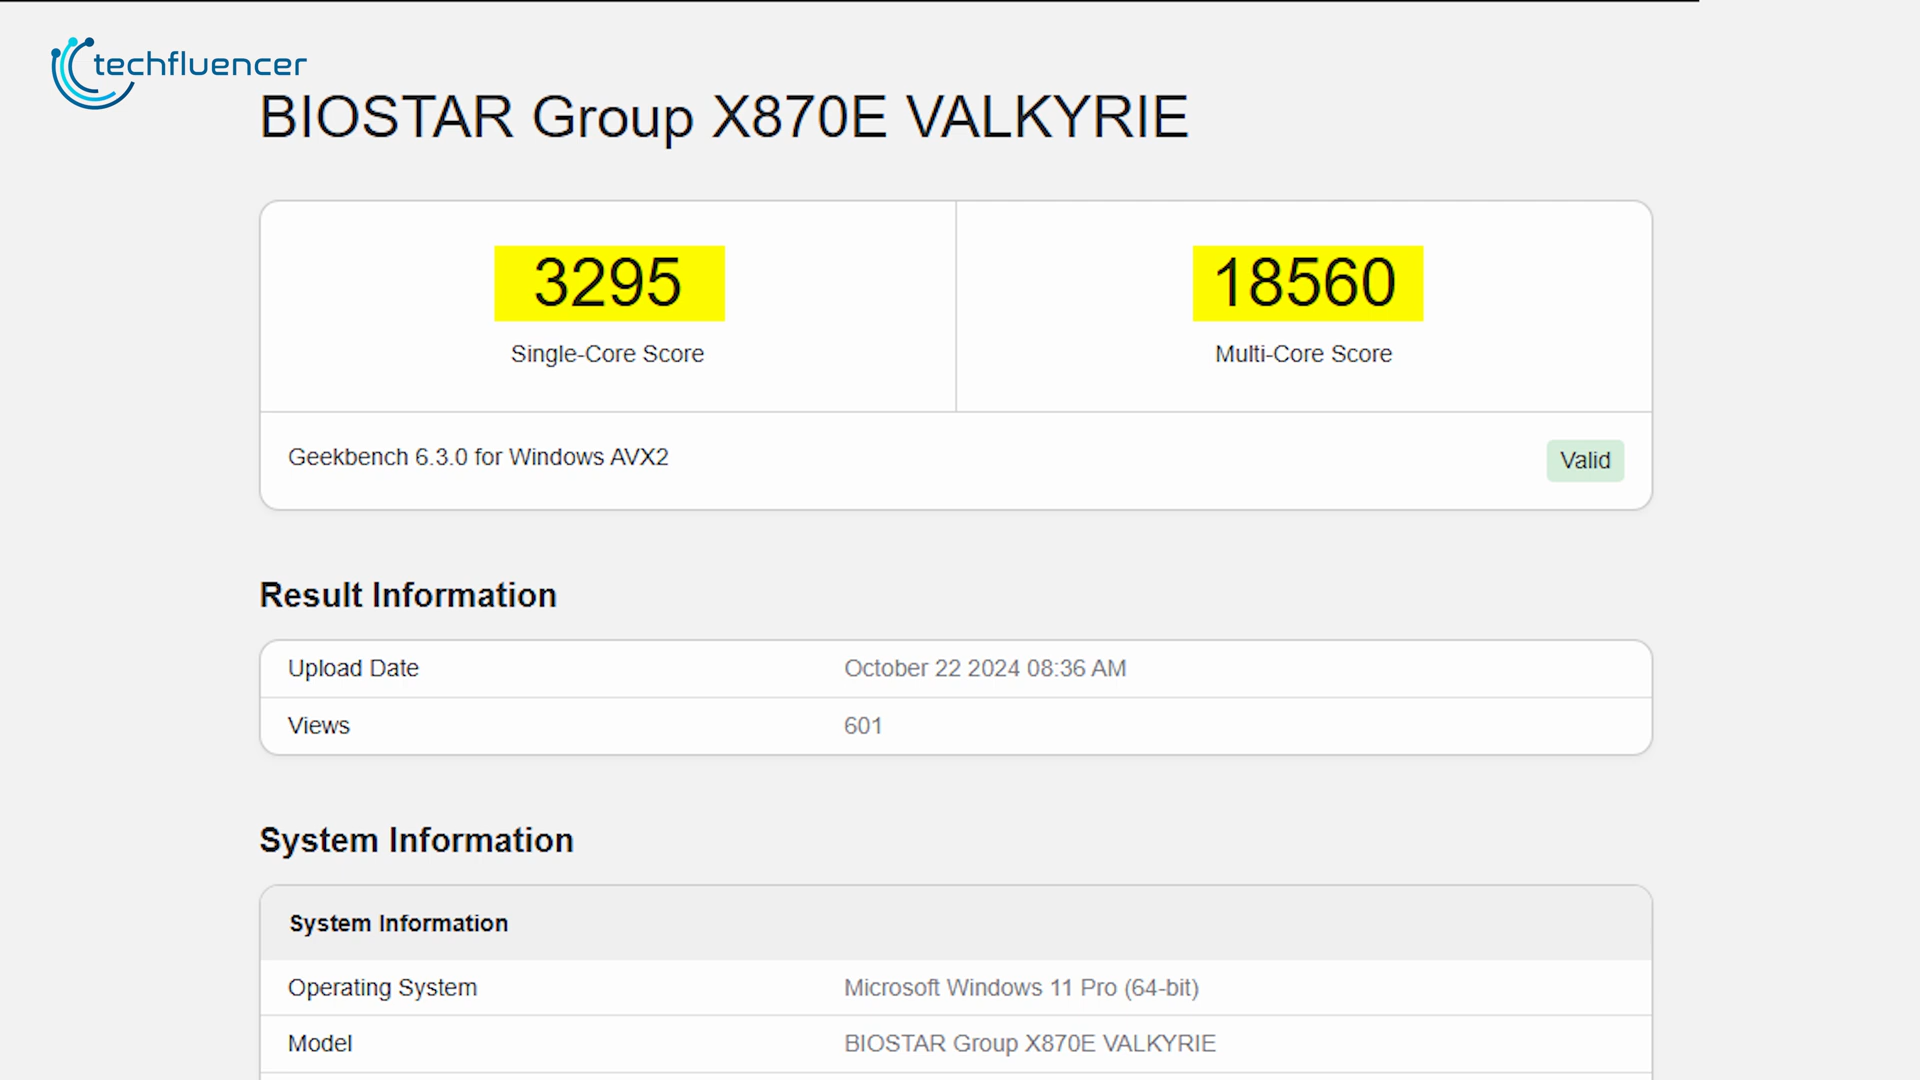 techfluencer
BIOSTAR Group X870E VALKYRIE
3295
Single-Core Score
18560
Multi-Core Score
Geekbench 6.3.0 for Windows AVX2
Valid
Result Information
Upload Date
October 22 2024 08:36 AM
Views
601
System Information
System Information
Operating System
Microsoft Windows 11 Pro (64-bit)
Model
BIOSTAR Group X870E VALKYRIE